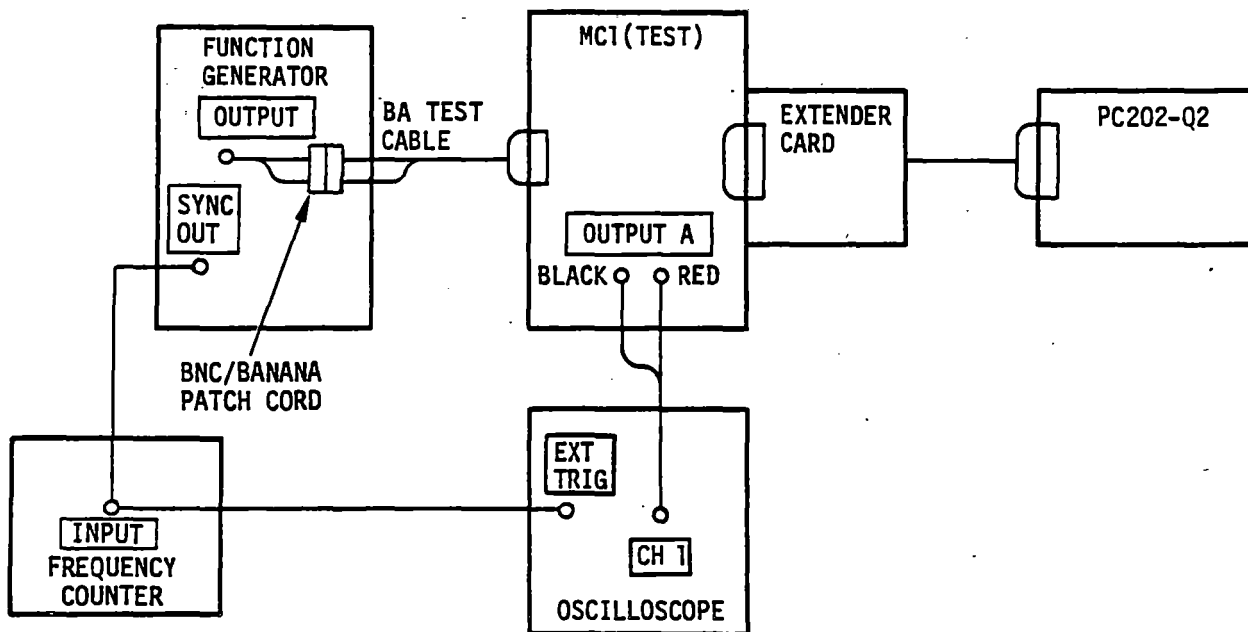 FUNCTION
GENERATOR
OUTPUT
SYNC
OUT
BA TEST
CABLE
BNC/BANANA
PATCH CORD
MC1(TEST)
OUTPUT A
BLACK
RED
EXTENDER
CARD
PC202-Q2
INPUT
FREQUENCY
COUNTER
EXT
TRIG
CH 1
OSCILLOSCOPE